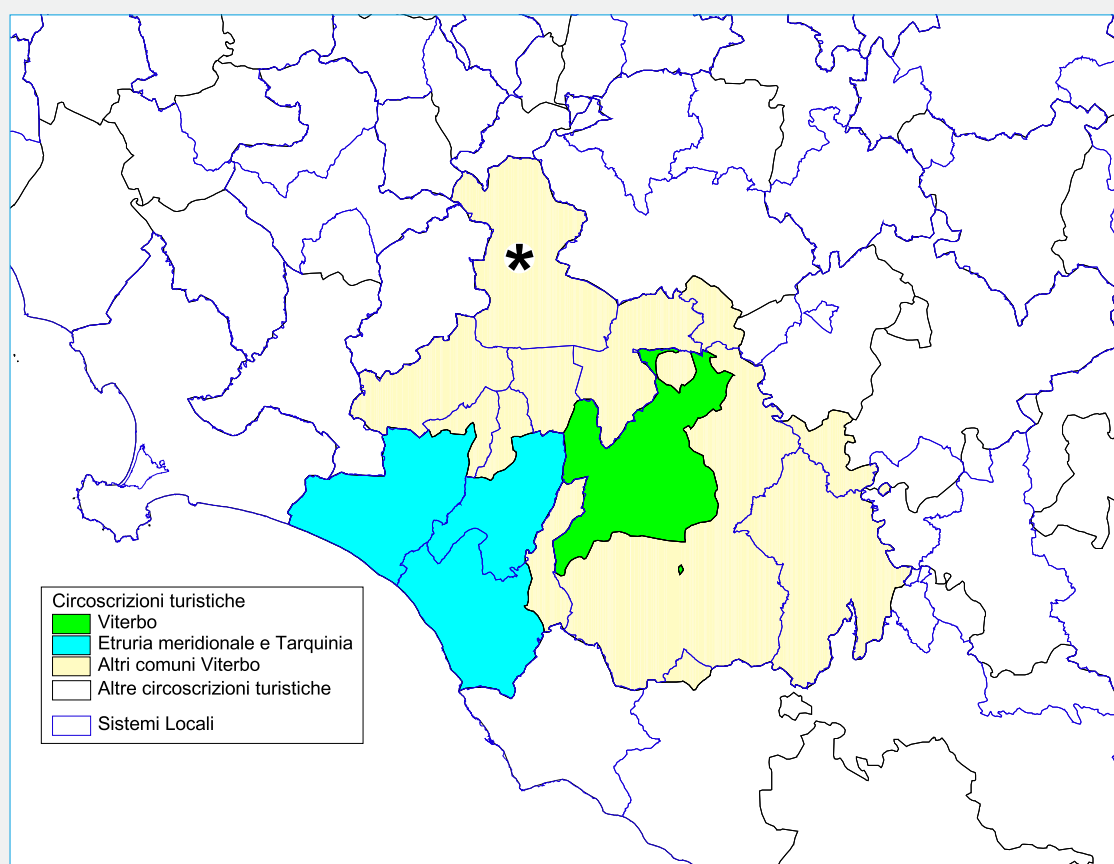 *
Circoscrizioni turistiche
Viterbo
Etruria meridionale e Tarquinia
Altri comuni Viterbo
Altre circoscrizioni turistiche
Sistemi Locali